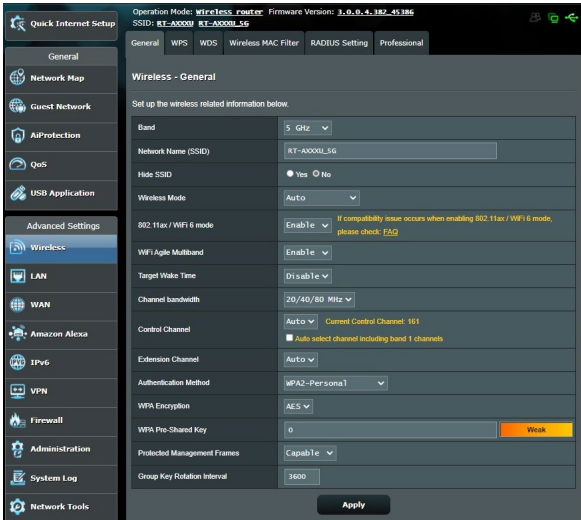 Quick Internet Setup
General
Network Map
Guest Network
AiProtection
QoS
USB Application
Advanced Settings
Wireless
LAN
WAN
Amazon Alexa
IPv6
VPN
Firewall
Administration
System Log
Network Tools
Operation Mode: Wireless router Firmware Version: 3.0.0.4.382_45386
SSID: RT-AXXXU RT-AXXXU_5G
General WPS WDS Wireless MAC Filter RADIUS Setting Professional
Wireless - General
Set up the wireless related information below.
Band 5 GHz
Network Name (SSID) RT-AXXXU_5G
Hide SSID Yes No
Wireless Mode Auto
802.11ax / WiFi 6 mode Enable If compatibility issue occurs when enabling 802.11ax / WiFi 6 mode,
please check: FAQ
WiFi Agile Multiband Enable
Target Wake Time Disable
Channel bandwidth 20/40/80 MHz
Control Channel Auto Current Control Channel: 161
Auto select channel including band 1 channels
Extension Channel Auto
Authentication Method WPA2-Personal
WPA Encryption AES
WPA Pre-Shared Key 0 Weak
Protected Management Frames Capable
Group Key Rotation Interval 3600
Apply